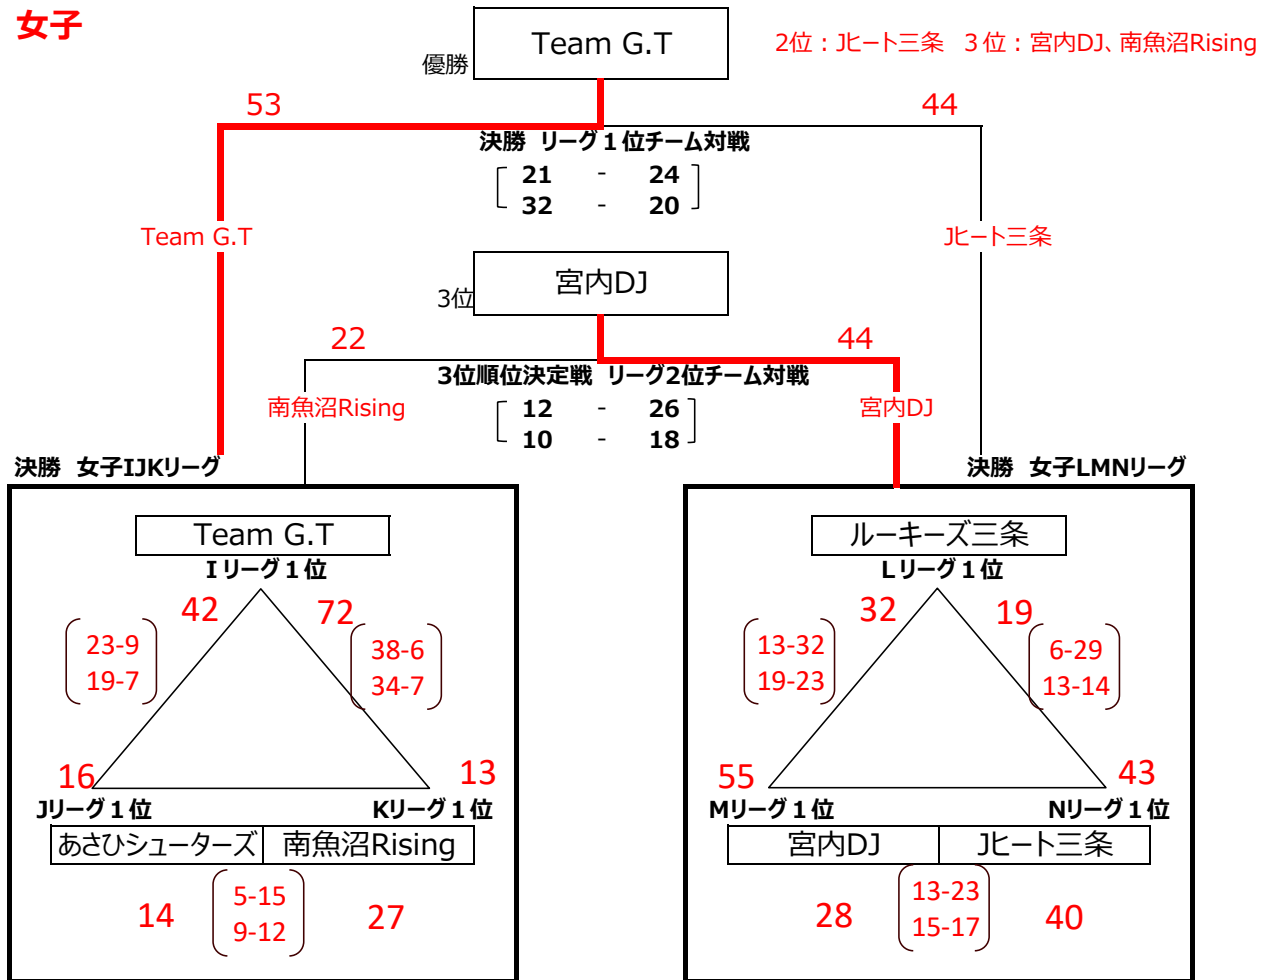 女子
Team G.T
優勝
2位：Jヒート三条　３位：宮内DJ、南魚沼Rising
53
44
決勝 リーグ１位チーム対戦
21 - 24
32 - 20
Team G.T
Jヒート三条
宮内DJ
3位
22
44
3位順位決定戦 リーグ2位チーム対戦
南魚沼Rising
12 - 26
宮内DJ
10 - 18
決勝 女子IJKリーグ
決勝 女子LMNリーグ
Team G.T
Iリーグ１位
42
72
23-9
19-7
38-6
34-7
16
13
Jリーグ１位
Kリーグ１位
あさひシューターズ
南魚沼Rising
14
5-15
9-12
27
ルーキーズ三条
Lリーグ１位
32
19
13-32
19-23
6-29
13-14
55
43
Mリーグ１位
Nリーグ１位
宮内DJ
Jヒート三条
28
13-23
15-17
40